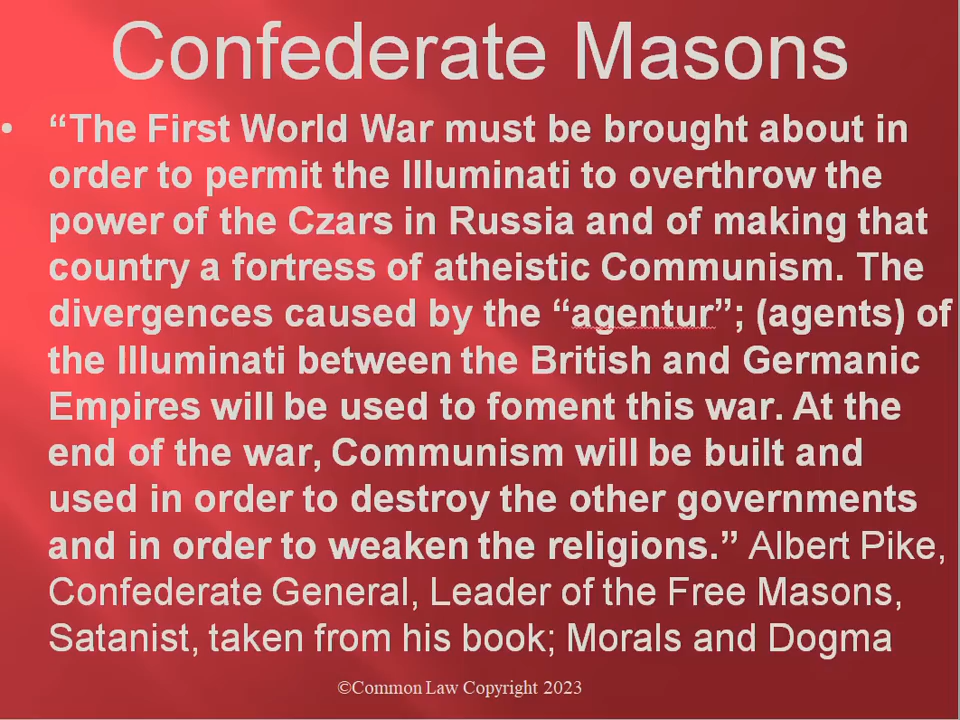 Confederate Masons
• “The First World War must be brought about in
order to permit the Illuminati to overthrow the
power of the Czars in Russia and of making that
country a fortress of atheistic Communism. The
divergences caused by the “agentur”; (agents) of
the Illuminati between the British and Germanic
Empires will be used to foment this war. At the
end of the war, Communism will be built and
used in order to destroy the other governments
and in order to weaken the religions.” Albert Pike,
Confederate General, Leader of the Free Masons,
Satanist, taken from his book; Morals and Dogma
©Common Law Copyright 2023